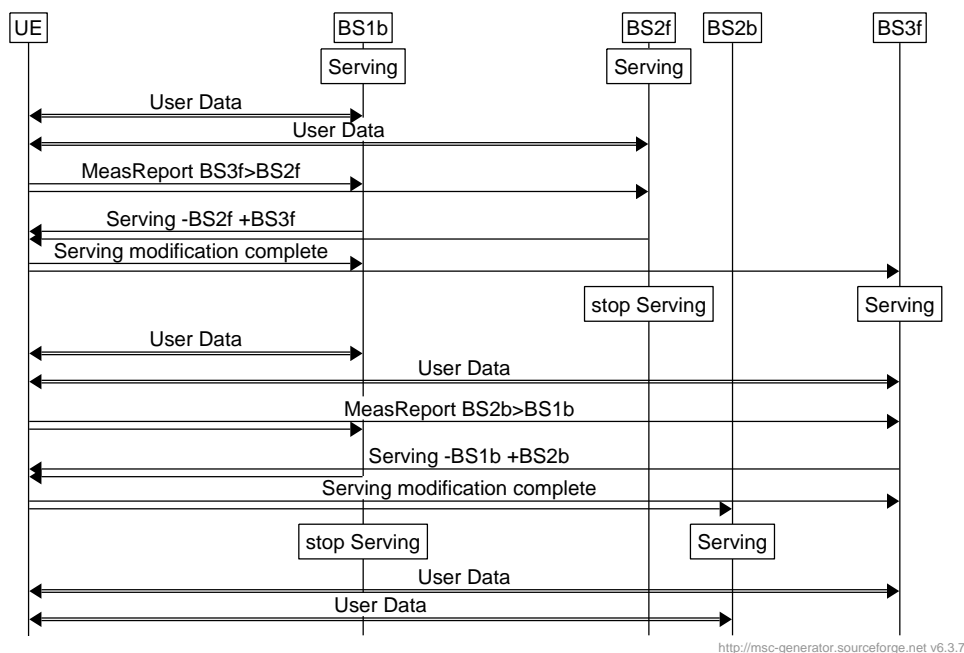 UE BS1b BS2f BS2b BS3f
Serving Serving
User Data
User Data
MeasReport BS3f>BS2f
Serving -BS2f +BS3f
Serving modification complete
stop Serving Serving
User Data
User Data
MeasReport BS2b>BS1b
Serving -BS1b +BS2b
Serving modification complete
stop Serving Serving
User Data
User Data
http://msc-generator.sourceforge.net v6.3.7